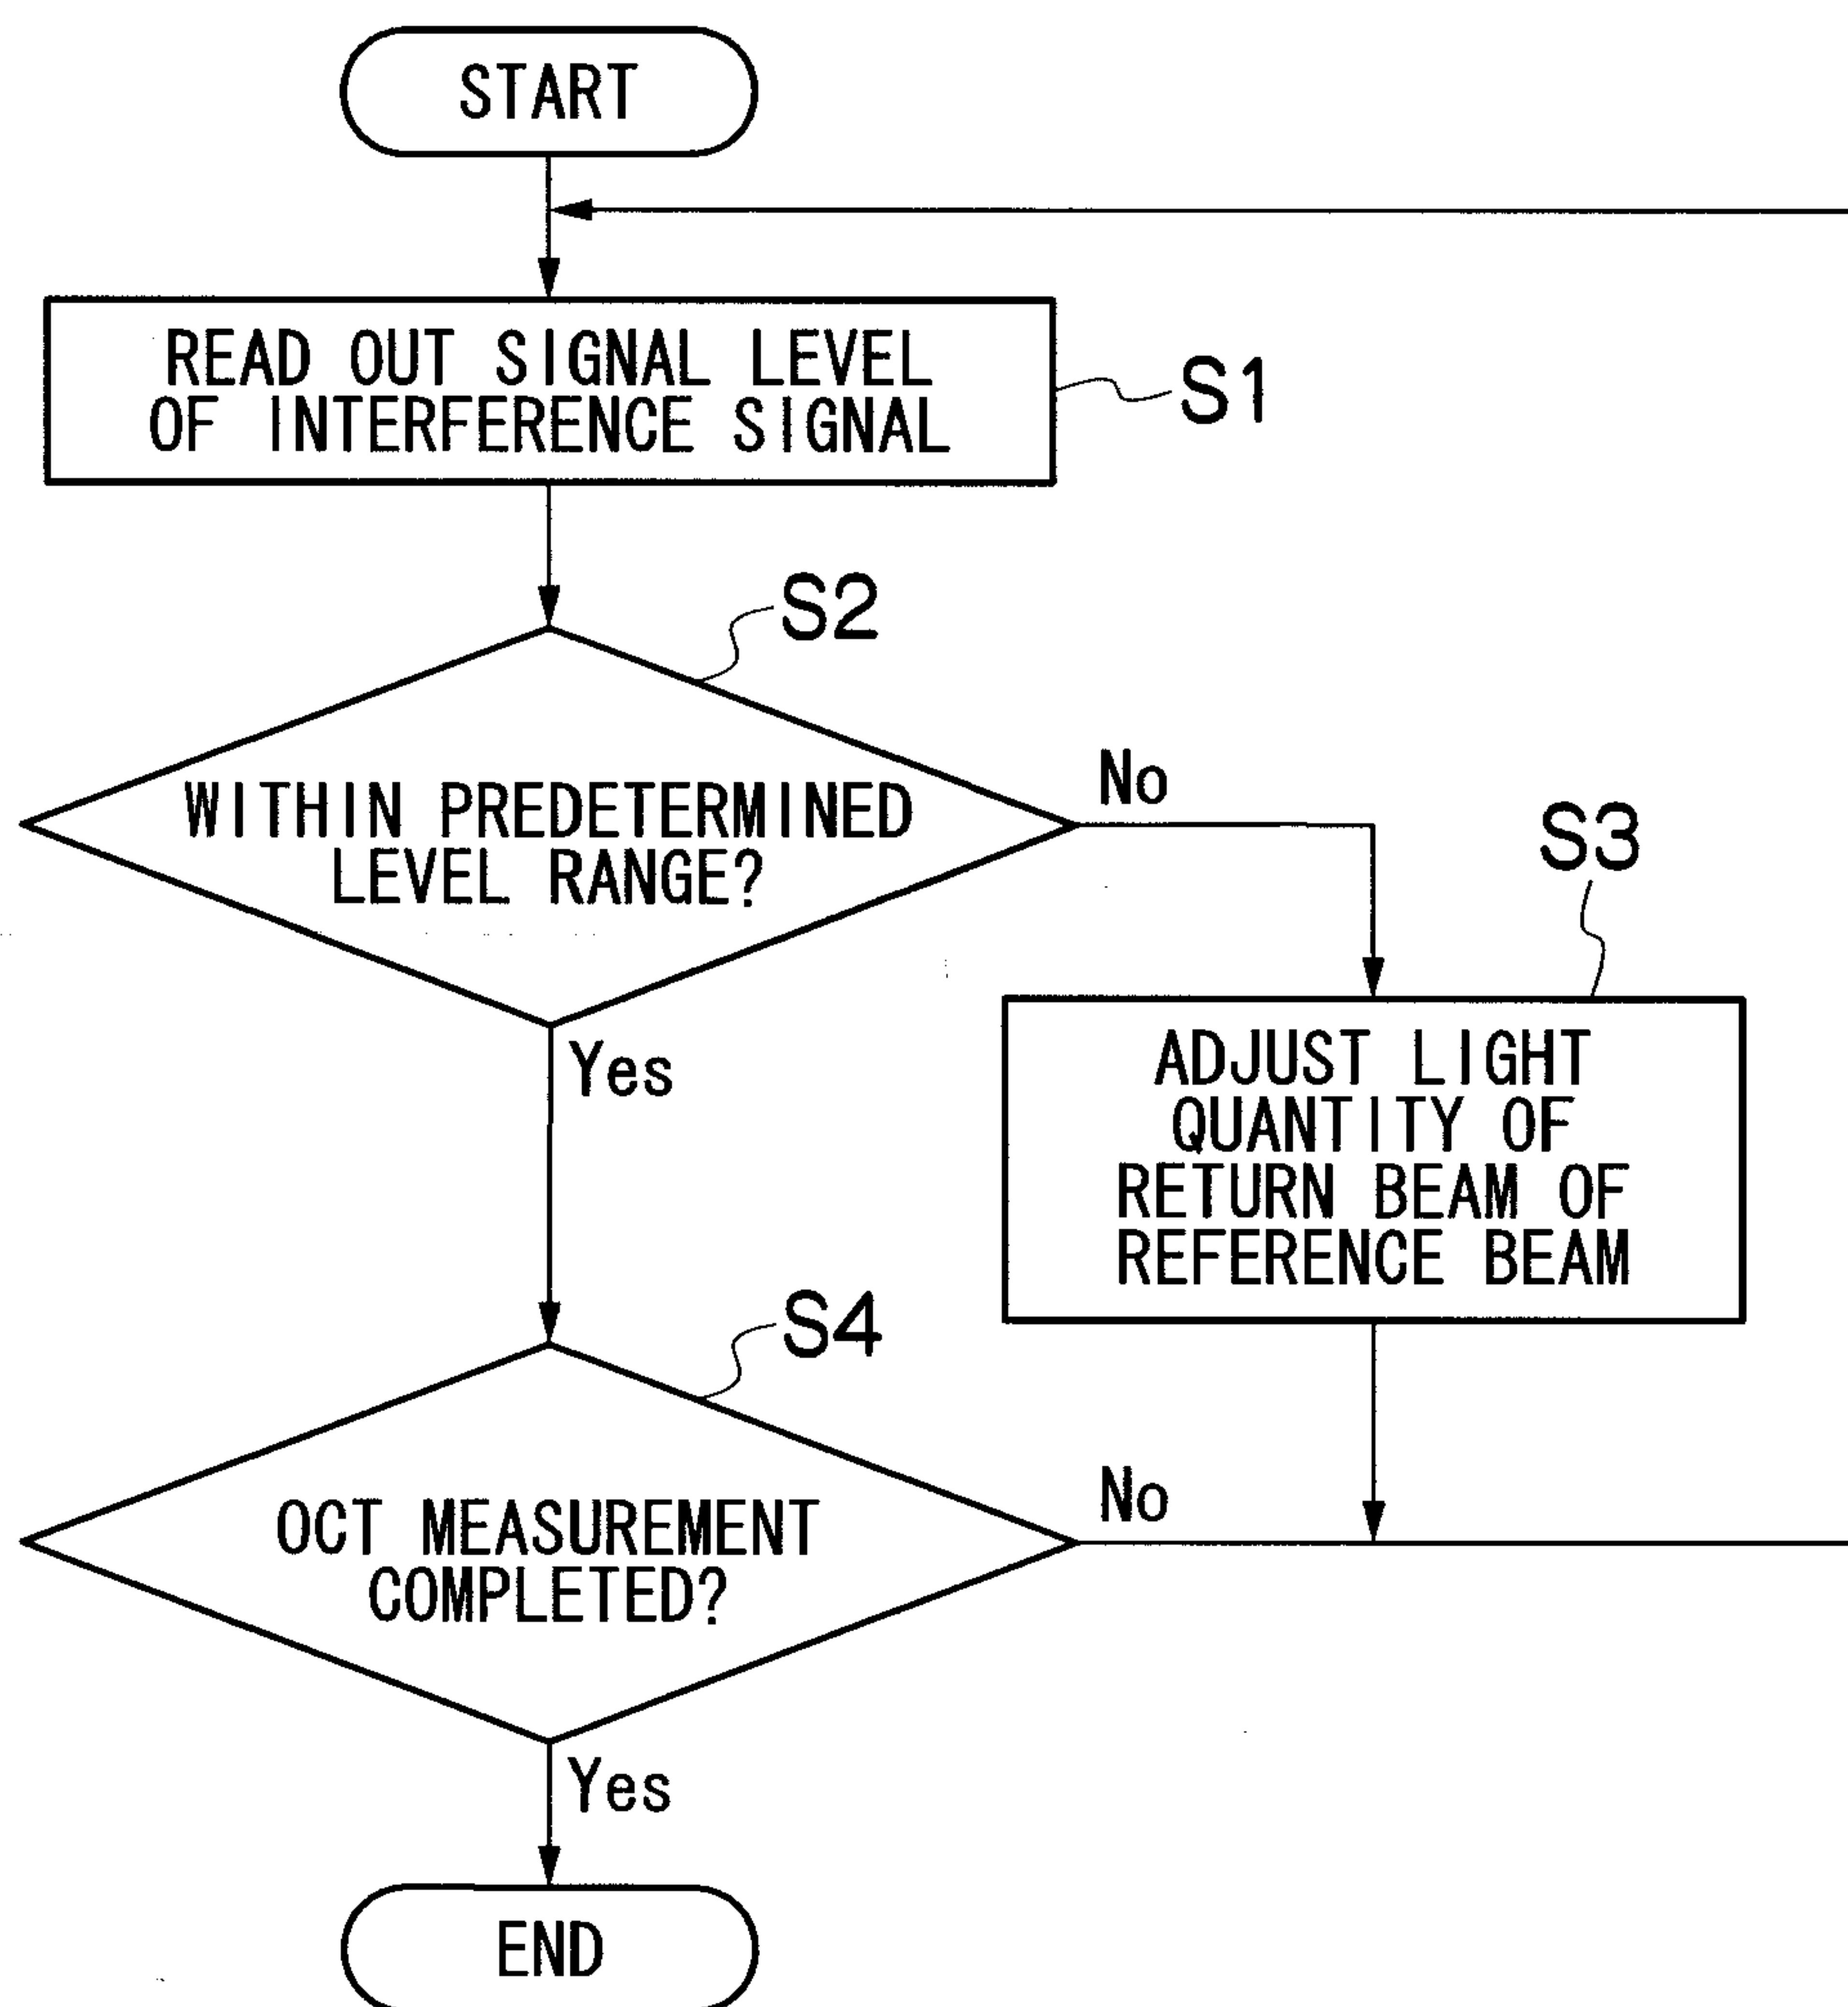 START
READ OUT SIGNAL LEVEL
OF INTERFERENCE SIGNAL
S1
S2
WITHIN PREDETERMINED
LEVEL RANGE?
No
Yes
S3
ADJUST LIGHT
QUANTITY OF
RETURN BEAM OF
REFERENCE BEAM
S4
OCT MEASUREMENT
COMPLETED?
No
Yes
END